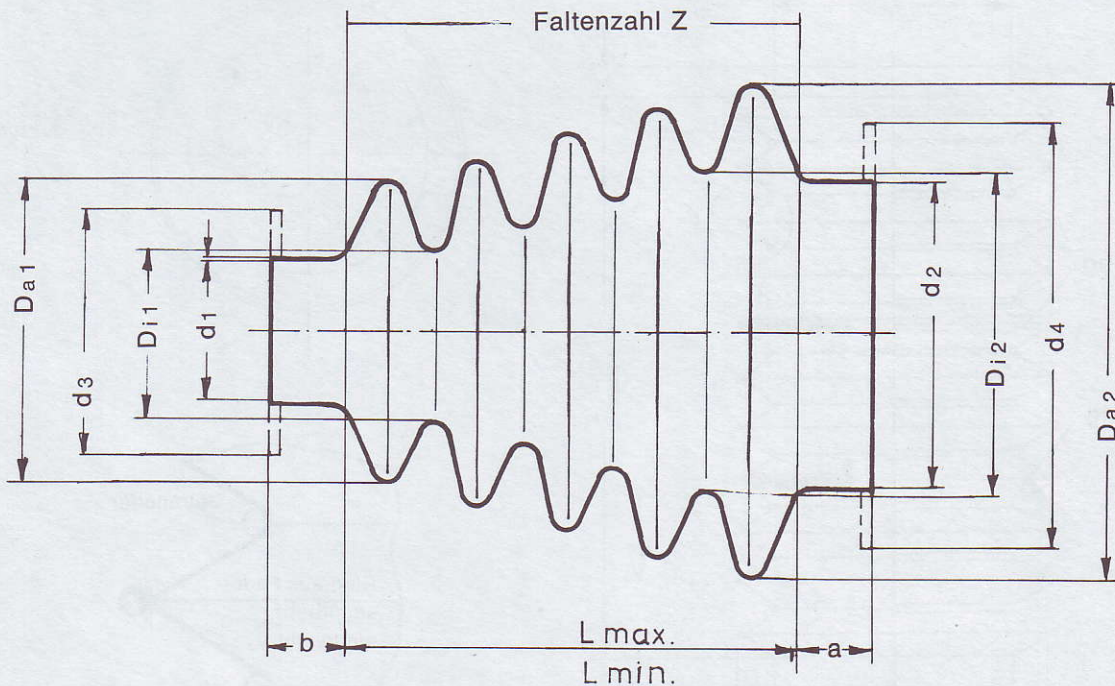 Faltenzahl Z
Da1
d3
Di1
d1
d2
Di2
d4
Da2
b
L max.
a
L min.